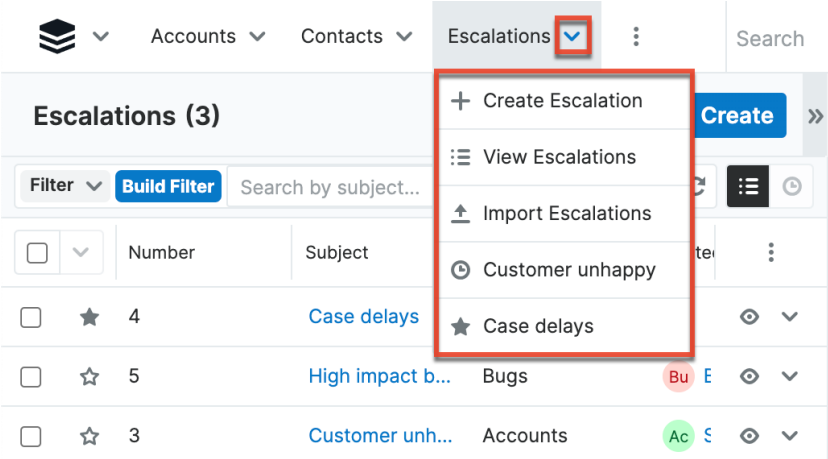 Accounts Contacts Escalations Search
Escalations (3) Create
Create Escalation
View Escalations
Import Escalations
Customer unhappy
Case delays
Filter Build Filter Search by subject...
Number Subject
4 Case delays
5 High impact b... Bugs Bu
3 Customer unh... Accounts Ac S